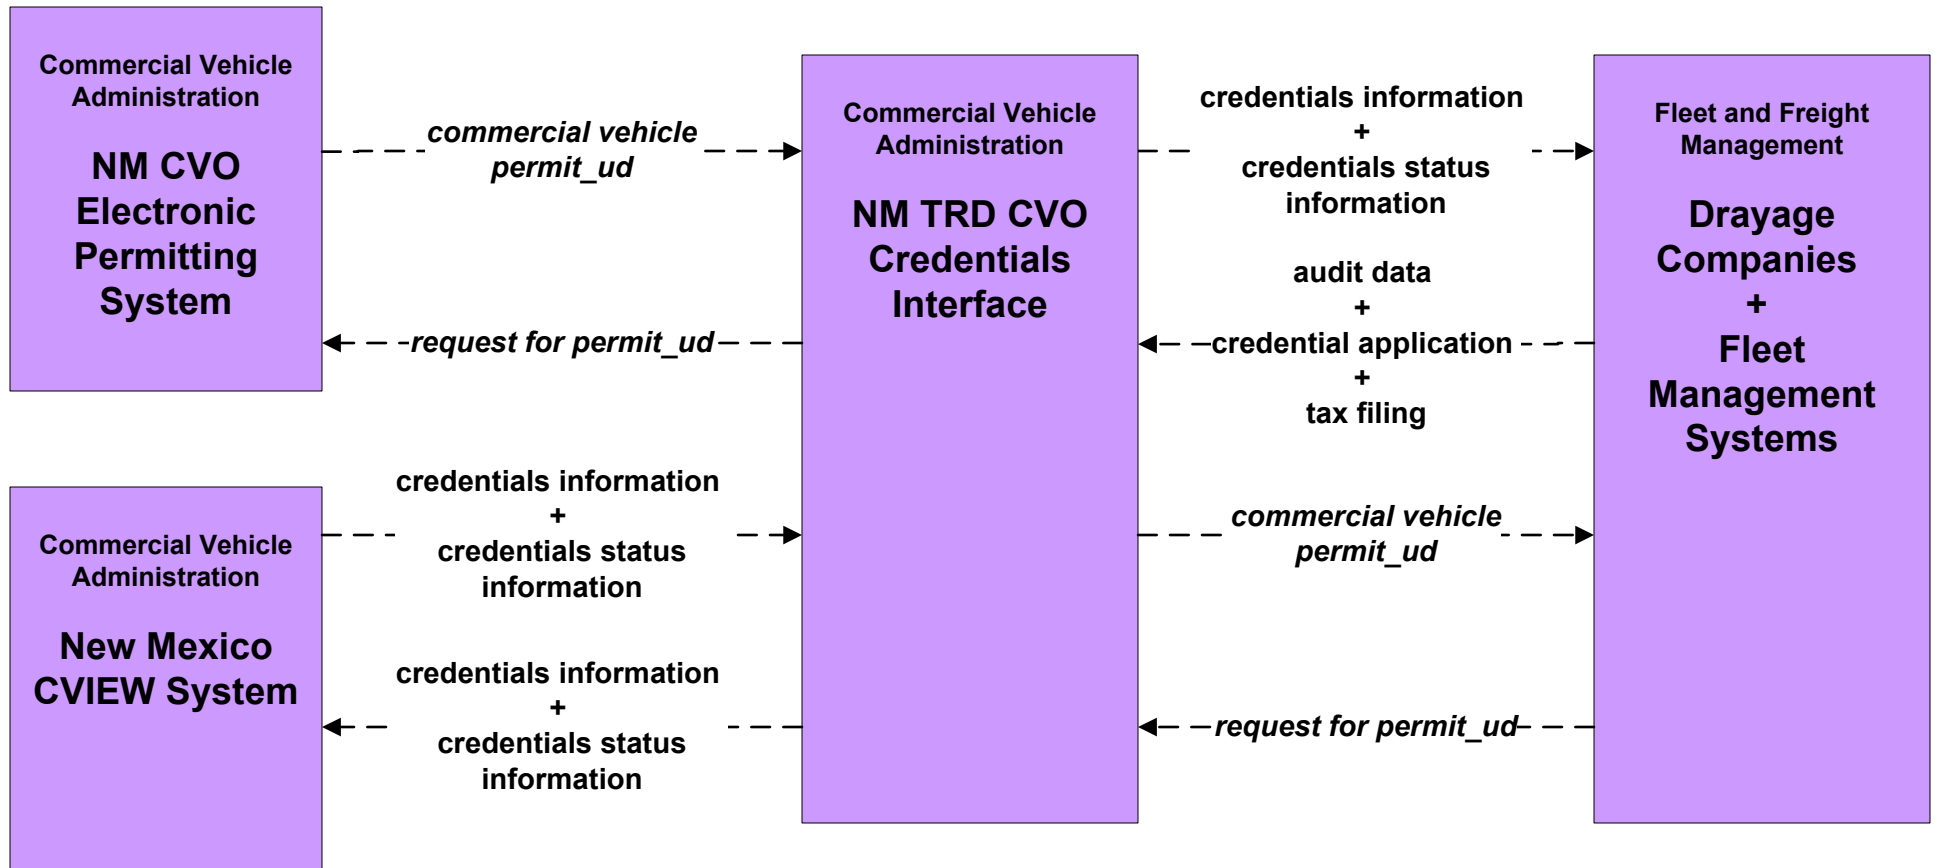 Commercial Vehicle
Administration
NM CVO
Electronic
Permitting
System
commercial vehicle
permit_ud
request for permit_ud
Commercial Vehicle
Administration
New Mexico
CVIEW System
credentials information
+
credentials status
information
credentials information
+
credentials status
information
Commercial Vehicle
Administration
NM TRD CVO
Credentials
Interface
credentials information
+
credentials status
information
audit data
+
credential application
+
tax filing
commercial vehicle
permit_ud
request for permit_ud
Fleet and Freight
Management
Drayage
Companies
+
Fleet
Management
Systems